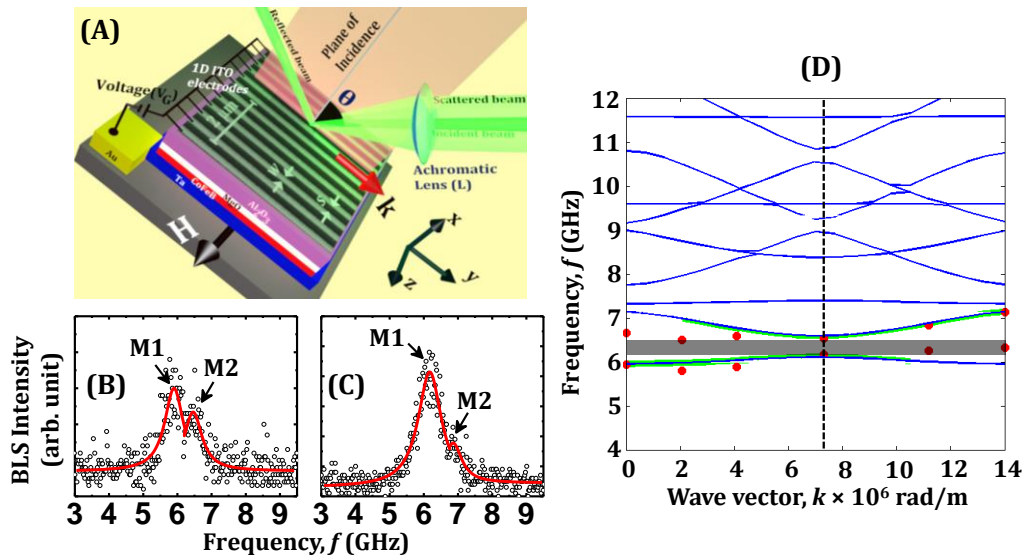 (A)
Reflected beam
Plane of
Incidence
Θ
1D ITO
electrodes
Voltage(V_G)
Scattered beam
Incident beam
Achromatic
Lens (L)
Au
Ta
CoFeB
MgO
Al₂O₃
S
H
k
x
y
z
(B)
M1
M2
(C)
M1
M2
BLS Intensity
(arb. unit)
3 4 5 6 7 8 9
3 4 5 6 7 8 9
Frequency, f (GHz)
(D)
Frequency, f (GHz)
12
11
10
9
8
7
6
5
4
0 2 4 6 8 10 12 14
Wave vector, k × 10⁶ rad/m